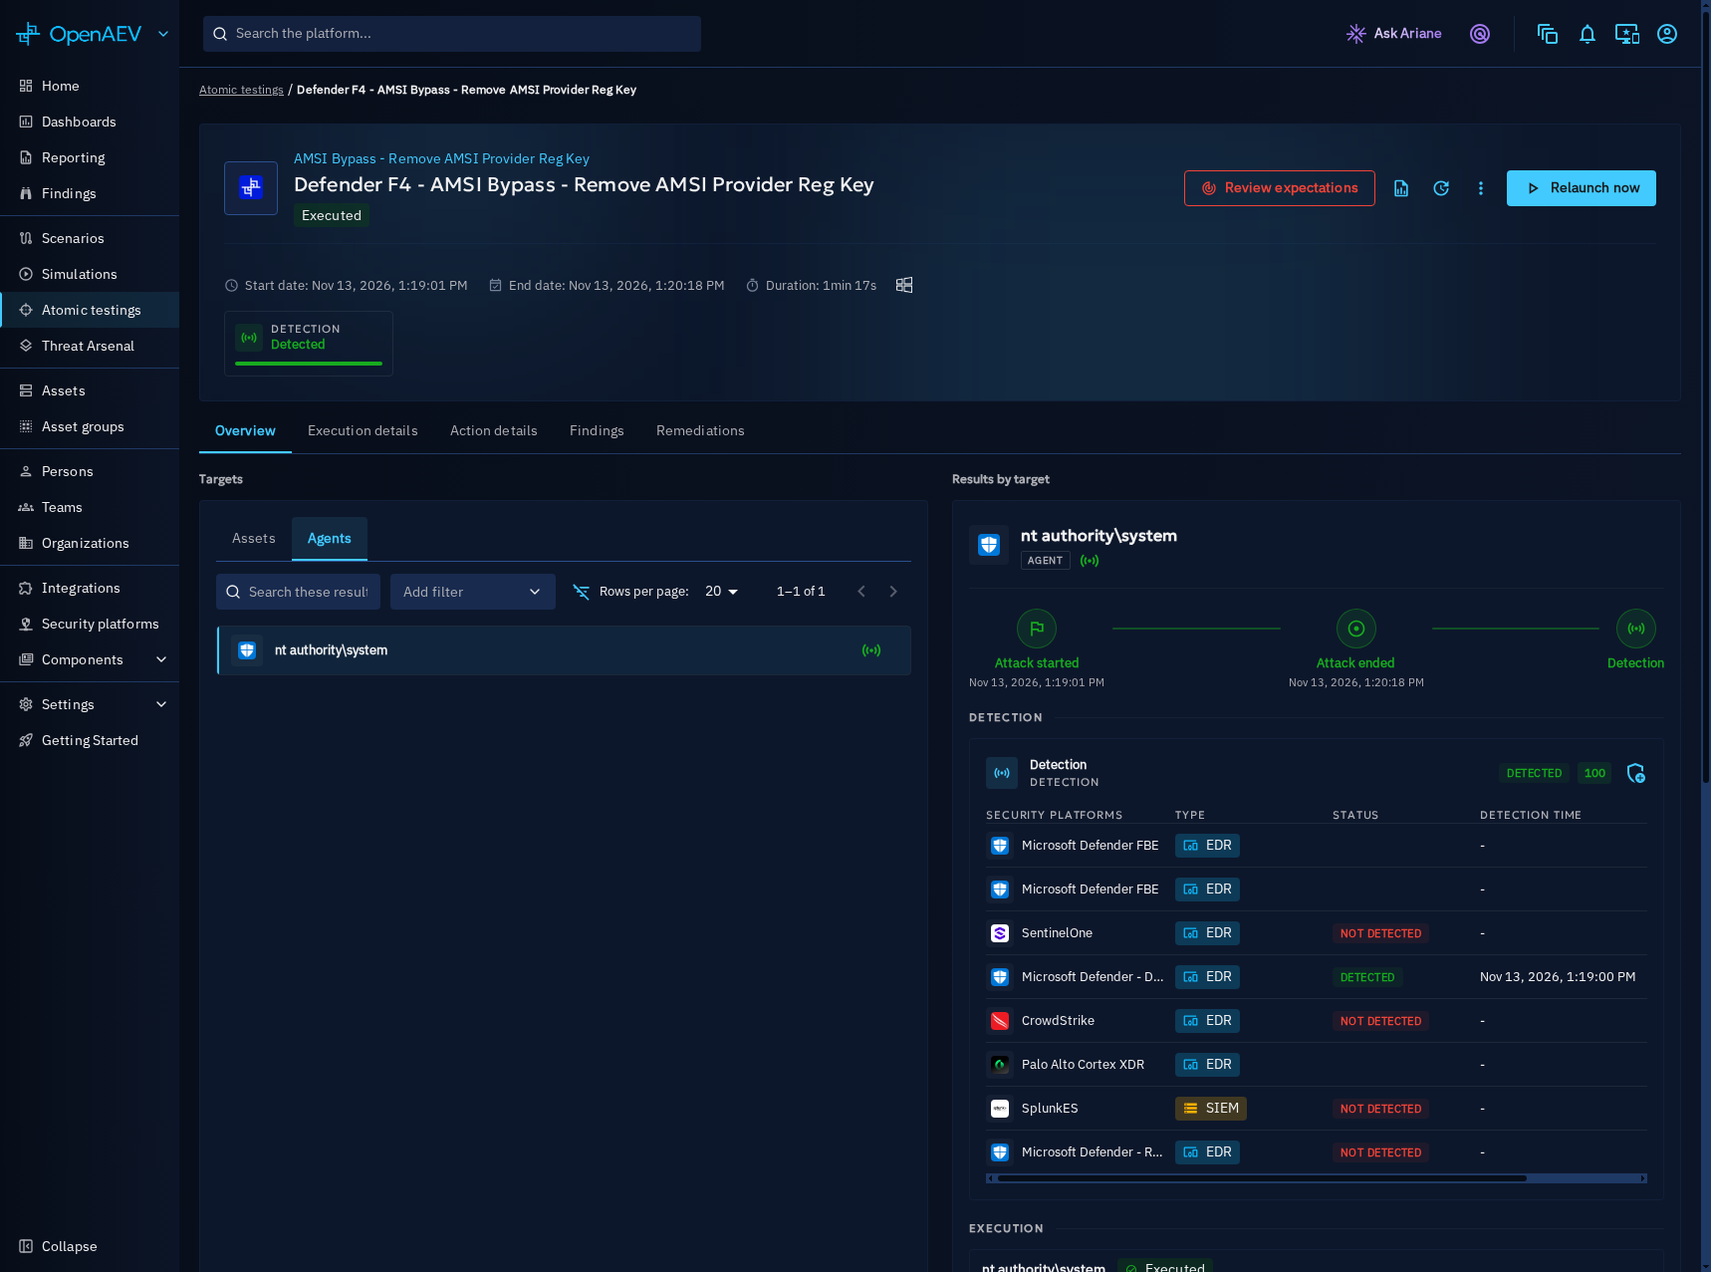 OpenAEV
Search the platform...
Ask Ariane
Home
Dashboards
Reporting
Findings
Scenarios
Simulations
Atomic testings
Threat Arsenal
Assets
Asset groups
Persons
Teams
Organizations
Integrations
Security platforms
Components
Settings
Getting Started
Collapse
Atomic testings / Defender F4 - AMSI Bypass - Remove AMSI Provider Reg Key
AMSI Bypass - Remove AMSI Provider Reg Key
Defender F4 - AMSI Bypass - Remove AMSI Provider Reg Key
Executed
Review expectations
Relaunch now
Start date: Nov 13, 2026, 1:19:01 PM
End date: Nov 13, 2026, 1:20:18 PM
Duration: 1min 17s
DETECTION
Detected
Overview
Execution details
Action details
Findings
Remediations
Targets
Assets
Agents
Search these result
Add filter
Rows per page:
20
1–1 of 1
nt authority\system
Results by target
nt authority\system
AGENT
Attack started
Nov 13, 2026, 1:19:01 PM
Attack ended
Nov 13, 2026, 1:20:18 PM
Detection
DETECTION
Detection
DETECTION
DETECTED
100
SECURITY PLATFORMS TYPE STATUS DETECTION TIME
Microsoft Defender FBE EDR -
Microsoft Defender FBE EDR -
SentinelOne EDR NOT DETECTED -
Microsoft Defender - D... EDR DETECTED Nov 13, 2026, 1:19:00 PM
CrowdStrike EDR NOT DETECTED -
Palo Alto Cortex XDR EDR -
SplunkES SIEM NOT DETECTED -
Microsoft Defender - R... EDR NOT DETECTED -
EXECUTION
nt authority\system Executed